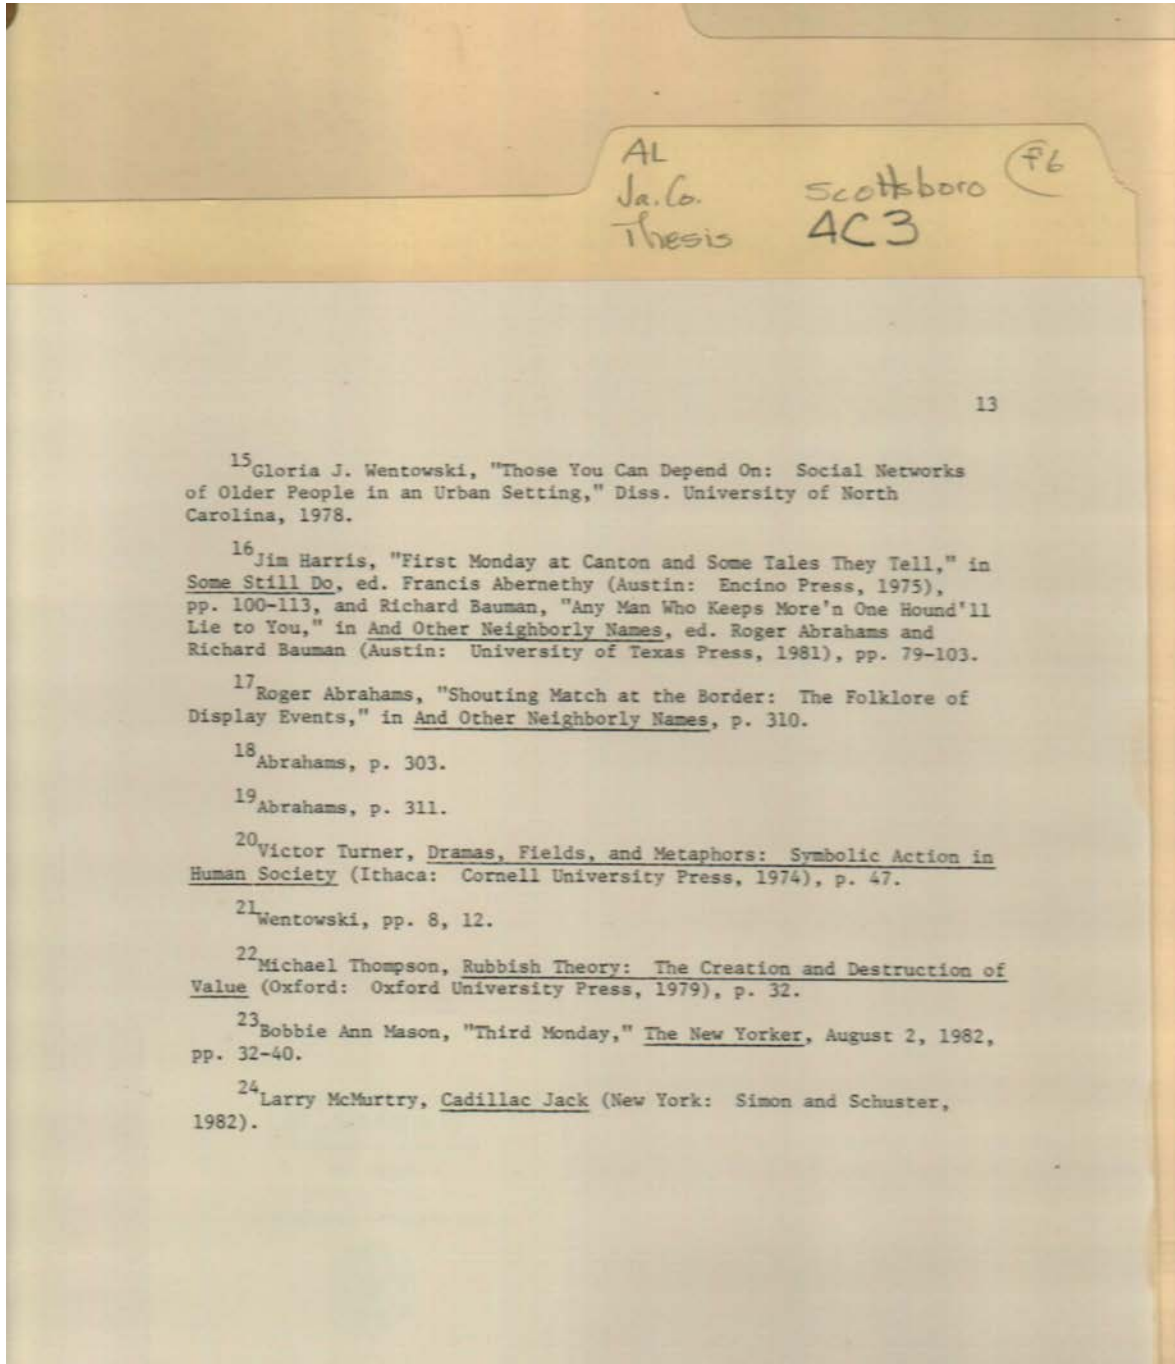 AL
Ja. Co. Scottsboro f6
Thesis 4C3
13
15Gloria J. Wentowski, "Those You Can Depend On: Social Networks
of Older People in an Urban Setting," Diss. University of North
Carolina, 1978.
16Jim Harris, "First Monday at Canton and Some Tales They Tell," in
Some Still Do, ed. Francis Abernethy (Austin: Encino Press, 1975),
pp. 100-113, and Richard Bauman, "Any Man Who Keeps More'n One Hound'll
Lie to You," in And Other Neighborly Names, ed. Roger Abrahams and
Richard Bauman (Austin: University of Texas Press, 1981), pp. 79-103.
17Roger Abrahams, "Shouting Match at the Border: The Folklore of
Display Events," in And Other Neighborly Names, p. 310.
18Abrahams, p. 303.
19Abrahams, p. 311.
20Victor Turner, Dramas, Fields, and Metaphors: Symbolic Action in
Human Society (Ithaca: Cornell University Press, 1974), p. 47.
21Wentowski, pp. 8, 12.
22Michael Thompson, Rubbish Theory: The Creation and Destruction of
Value (Oxford: Oxford University Press, 1979), p. 32.
23Bobbie Ann Mason, "Third Monday," The New Yorker, August 2, 1982,
pp. 32-40.
24Larry McMurtry, Cadillac Jack (New York: Simon and Schuster,
1982).